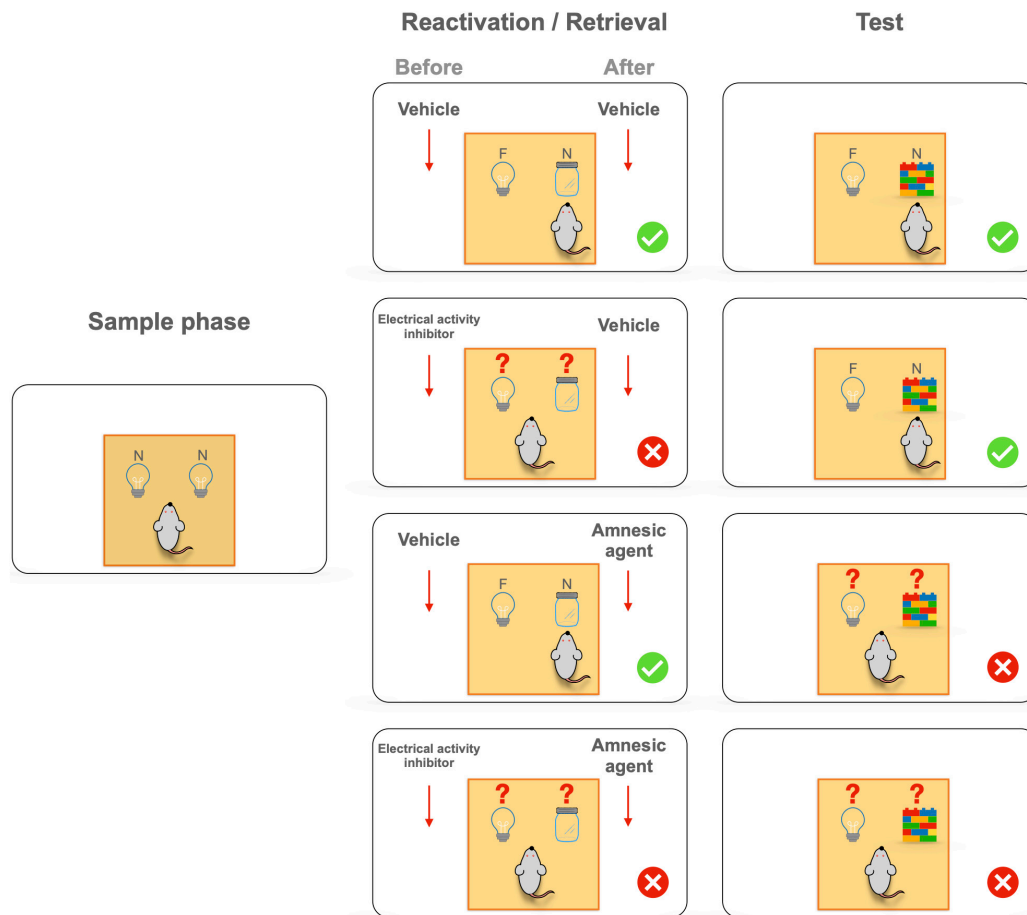 Reactivation / Retrieval
Test
Before
After
Vehicle
Vehicle
F
N
F
N
Sample phase
N
N
Electrical activity
inhibitor
Vehicle
?
?
F
N
Vehicle
Amnesic
agent
F
N
?
?
Electrical activity
inhibitor
Amnesic
agent
?
?
?
?